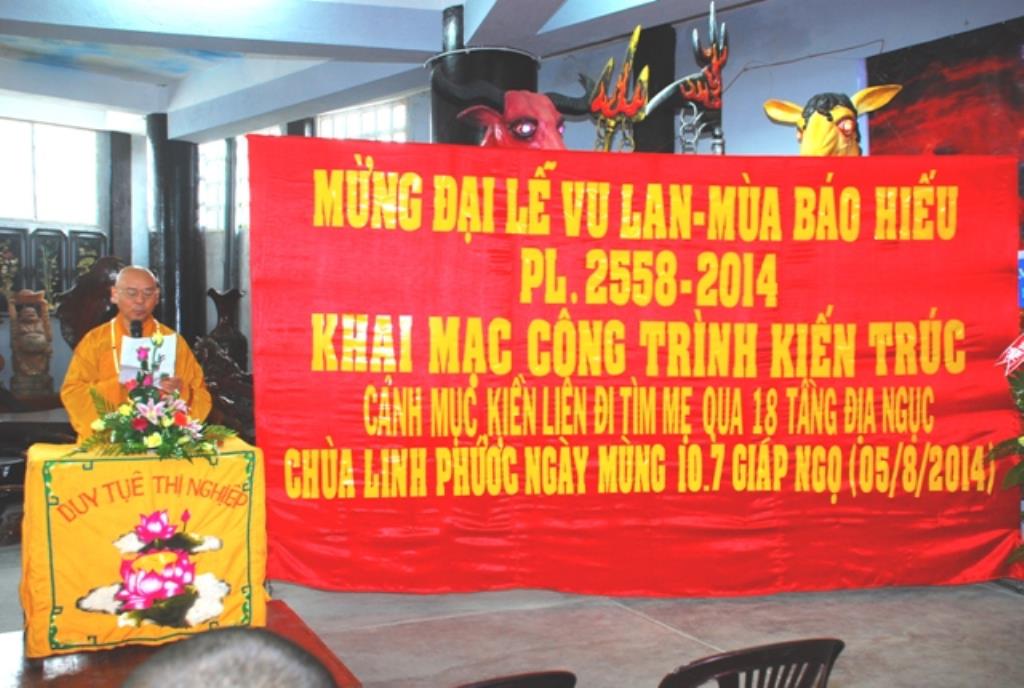 MỪNG ĐẠI LỄ VU LAN-MÙA BÁO HIẾU
PL. 2558-2014
KHAI MẠC CÔNG TRÌNH KIẾN TRÚC
CẢNH MỤC KIỀN LIÊN ĐI TÌM MẸ QUA 18 TẦNG ĐỊA NGỤC
CHÙA LINH PHƯỚC NGÀY MÙNG 10.7 GIÁP NGỌ (05/8/2014)
DUY TUỆ THỊ NGHIỆP